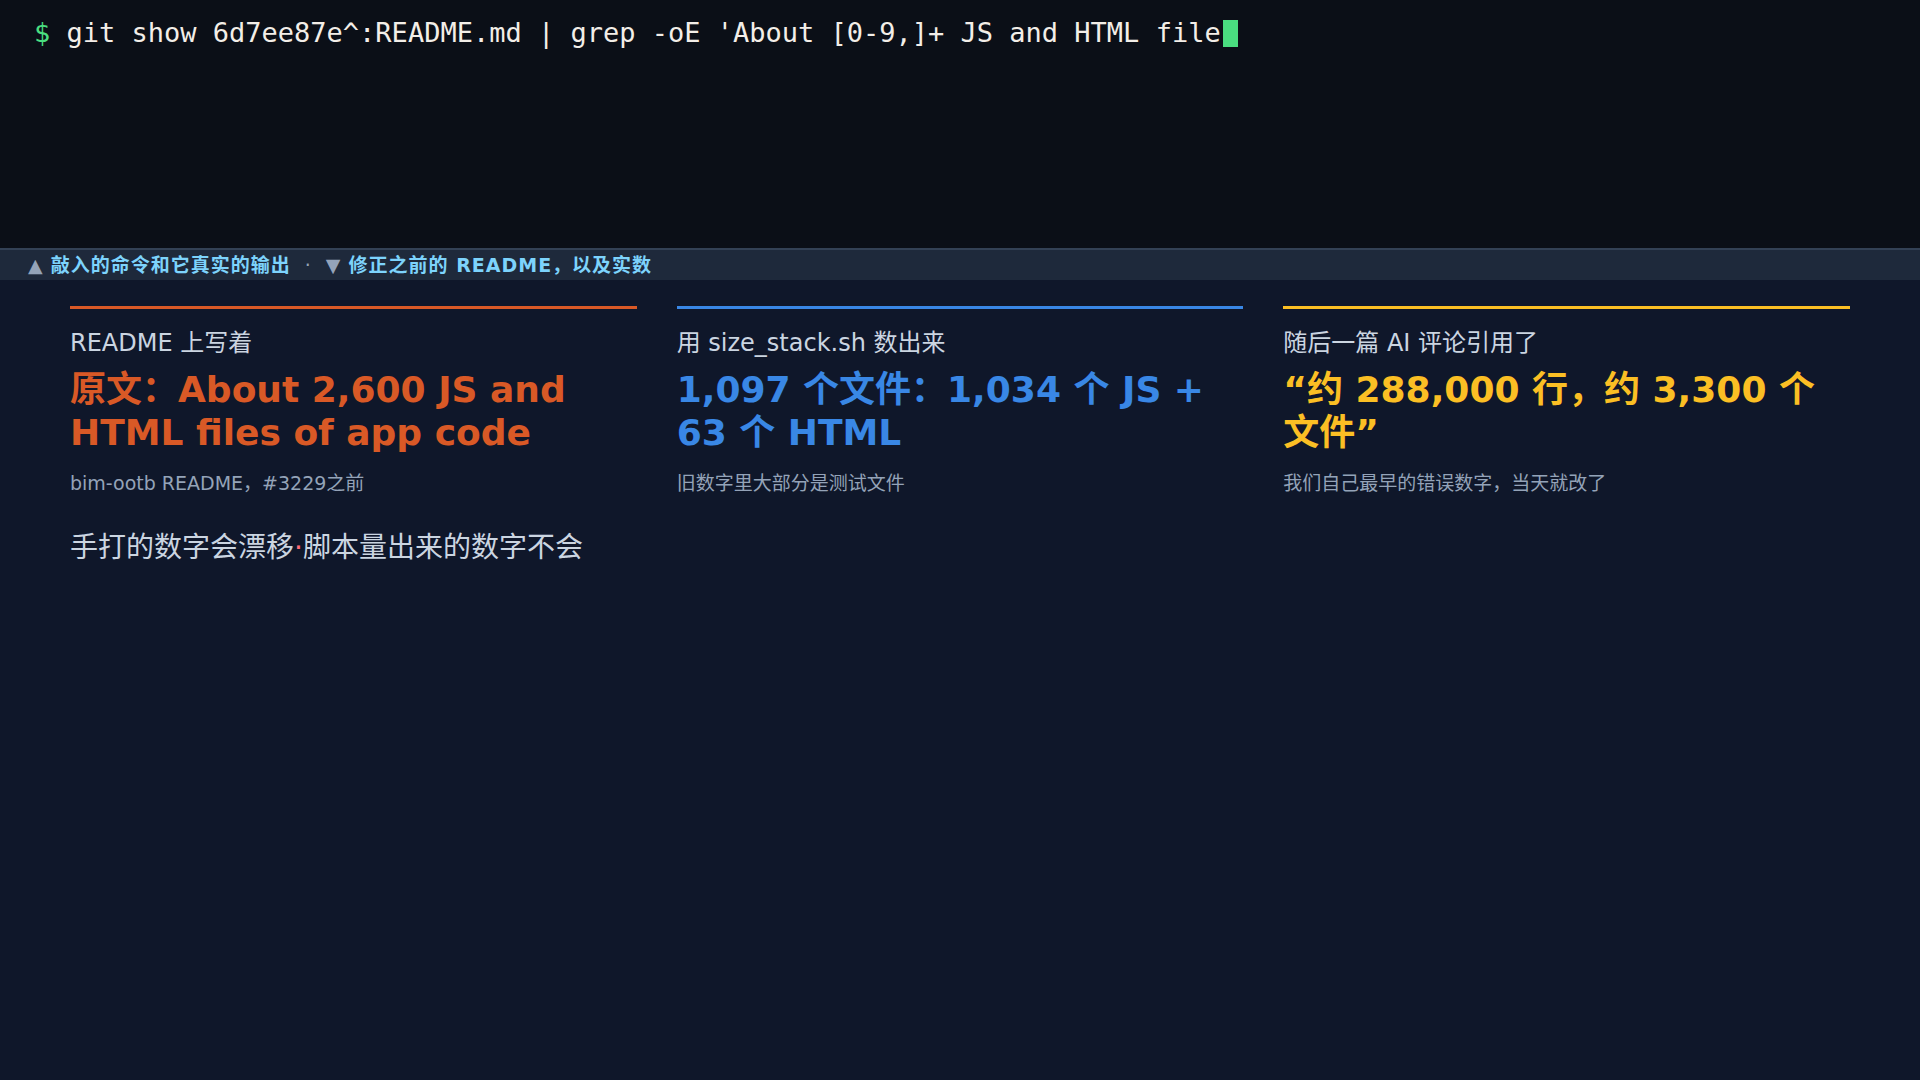 $ git show 6d7ee87e^:README.md | grep -oE 'About [0-9,]+ JS and HTML file
▲ 敲入的命令和它真实的输出 · ▼ 修正之前的 README，以及实数
README 上写着
原文：About 2,600 JS and
HTML files of app code
bim-ootb README，#3229之前
用 size_stack.sh 数出来
1,097 个文件：1,034 个 JS +
63 个 HTML
旧数字里大部分是测试文件
随后一篇 AI 评论引用了
“约 288,000 行，约 3,300 个
文件”
我们自己最早的错误数字，当天就改了
手打的数字会漂移·脚本量出来的数字不会